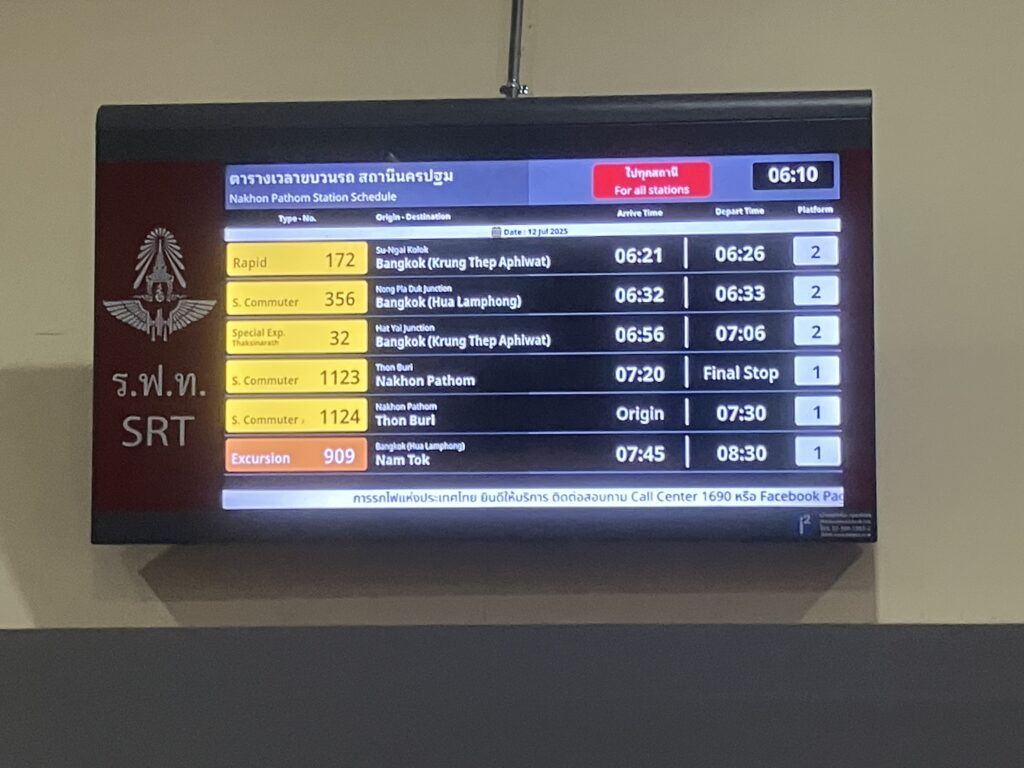 ตารางเวลาขบวนรถ สถานีนครปฐม
Nakhon Pathom Station Schedule
ไปทุกสถานี
For all stations
06:10
Type - No. Origin - Destination Arrive Time Depart Time Platform
Date : 12 Jul 2025
Rapid 172 Su-Ngai Kolok Bangkok (Krung Thep Aphiwat) 06:21 06:26 2
S. Commuter 356 Nong Pla Duk Junction Bangkok (Hua Lamphong) 06:32 06:33 2
Special Exp. Thaksinarath 32 Hat Yai Junction Bangkok (Krung Thep Aphiwat) 06:56 07:06 2
S. Commuter 1123 Thon Buri Nakhon Pathom 07:20 Final Stop 1
S. Commuter 1124 Nakhon Pathom Thon Buri Origin 07:30 1
Excursion 909 Bangkok (Hua Lamphong) Nam Tok 07:45 08:30 1
การรถไฟแห่งประเทศไทย ยินดีให้บริการ ติดต่อสอบถาม Call Center 1690 หรือ Facebook
ร.ฟ.ท.
SRT
i²